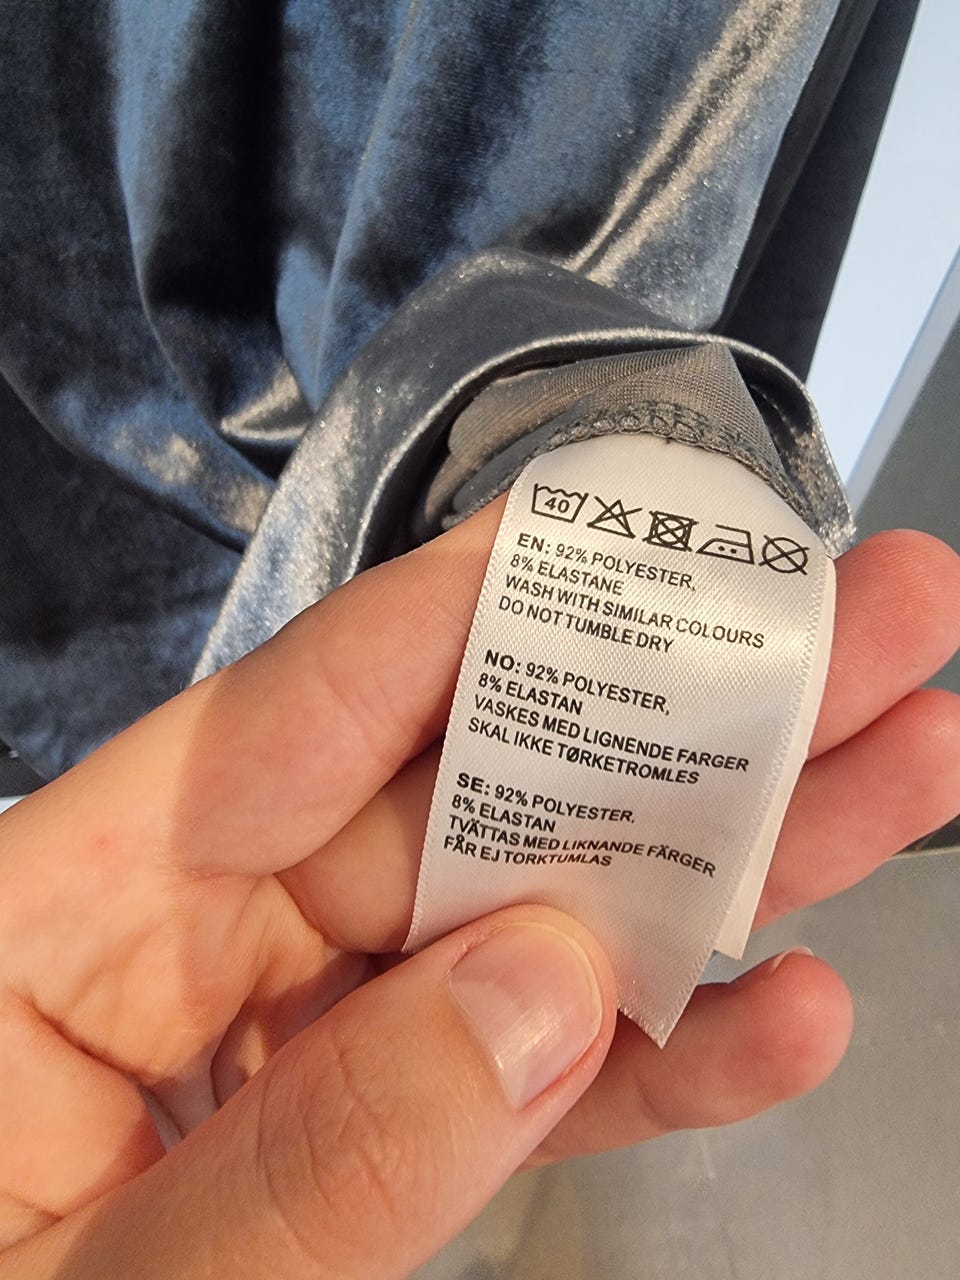 40
EN: 92% POLYESTER,
8% ELASTANE
WASH WITH SIMILAR COLOURS
DO NOT TUMBLE DRY
NO: 92% POLYESTER,
8% ELASTAN
VASKES MED LIGNENDE FARGER
SKAL IKKE TØRKETROMLES
SE: 92% POLYESTER,
8% ELASTAN
TVÄTTAS MED LIKNANDE FÄRGER
FÅR EJ TORKTUMLAS